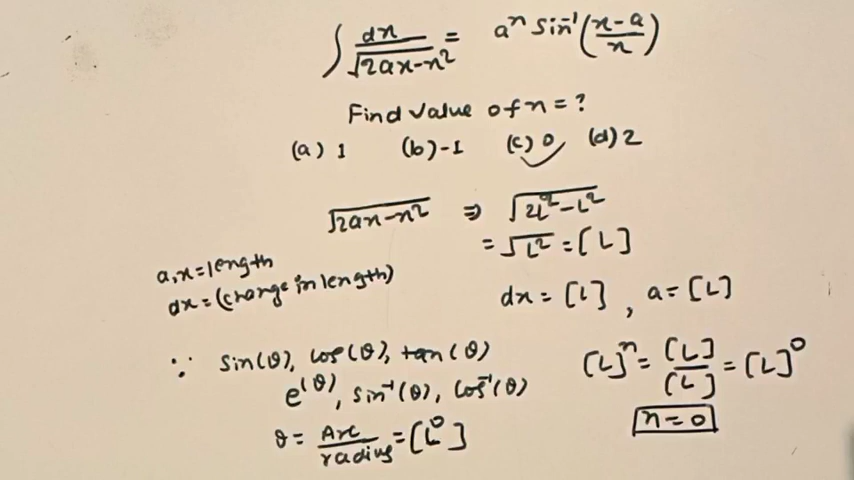 ∫ dx/√(2ax-x²) = aⁿ sin⁻¹((x-a)/x)
Find value of n = ?
(a) 1 (b) -1 (c) 0 (d) 2
√(2ax-x²) ⇒ √(2L²-L²)
= √L² = [L]
a,x = length
dx = (change in length)
dx = [L] , a = [L]
∵ sin(θ), cos(θ), tan(θ)
e^(θ), sin⁻¹(θ), cos⁻¹(θ)
θ = Arc/radius = [L⁰]
[L]ⁿ = [L]/[L] = [L]⁰
n = 0